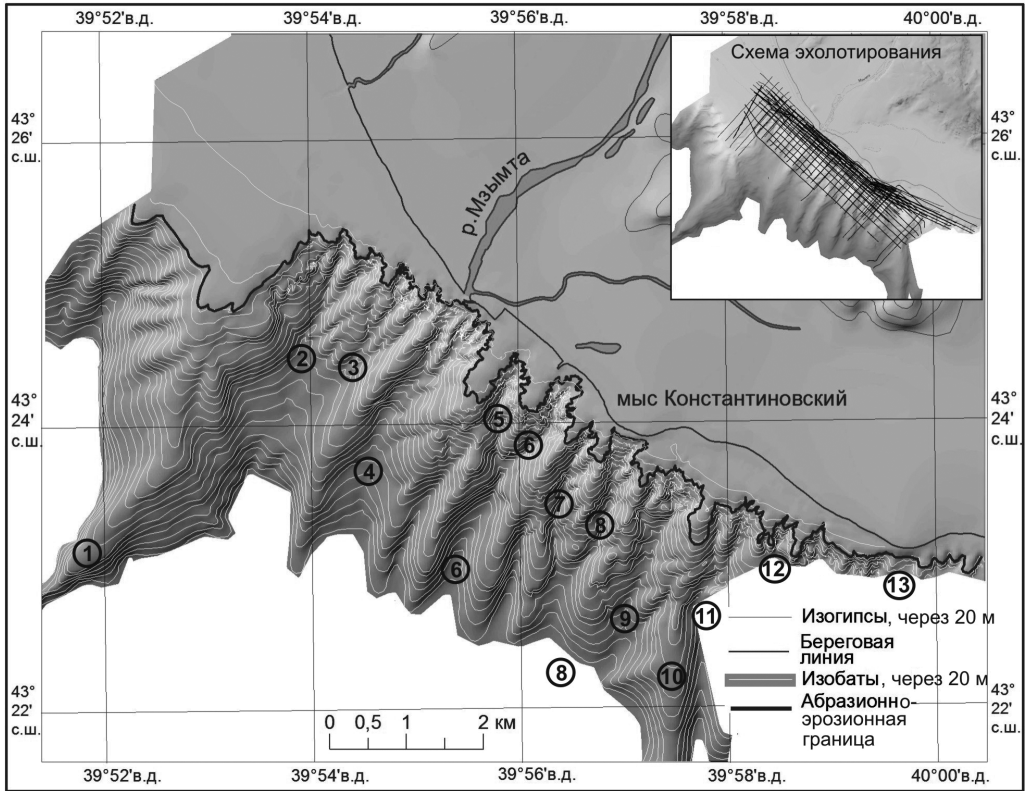 39°52'в.д.
39°54'в.д.
39°56'в.д.
39°58'в.д.
40°00'в.д.
Схема эхолотирования
43°
26'
с.ш.
43°
26'
с.ш.
р. Мзымта
2
3
мыс Константиновский
43°
24'
с.ш.
43°
24'
с.ш.
5
6
4
7
8
1
6
12
13
9
11
8
10
Изогипсы, через 20 м
Береговая
линия
Изобаты, через 20 м
Абразионно-
эрозионная
граница
43°
22'
с.ш.
43°
22'
с.ш.
0 0,5 1 2 км
39°52'в.д.
39°54'в.д.
39°56'в.д.
39°58'в.д.
40°00'в.д.